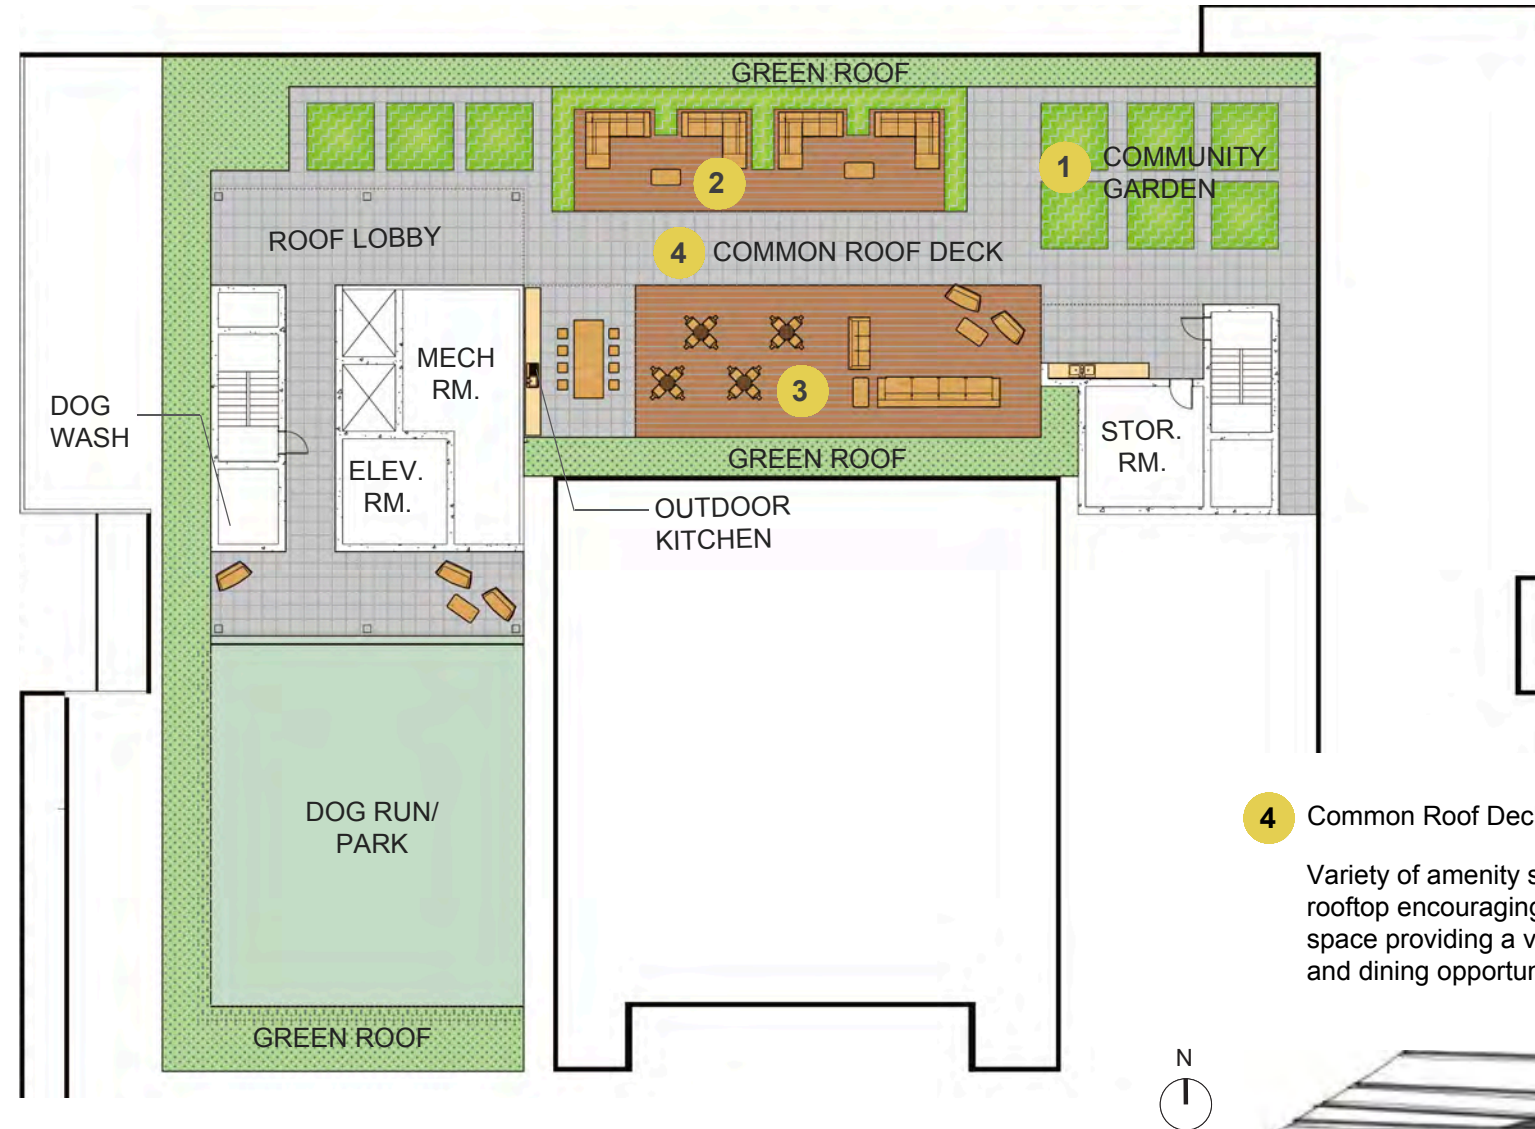 GREEN ROOF
1
COMMUNITY
GARDEN
2
ROOF LOBBY
4
COMMON ROOF DECK
MECH
RM.
3
DOG
WASH
STOR.
RM.
GREEN ROOF
ELEV.
RM.
OUTDOOR
KITCHEN
DOG RUN/
PARK
4
Common Roof Dec
Variety of amenity s
rooftop encouraging
space providing a v
and dining opportun
GREEN ROOF
N